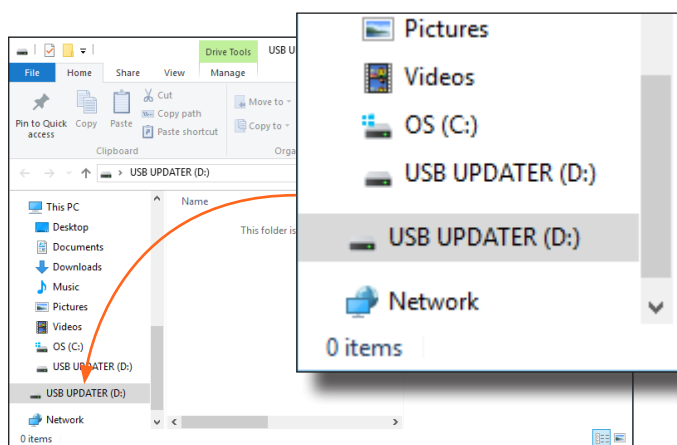 Drive Tools USB U
File Home Share View Manage
Pin to Quick access
Copy
Paste
Cut
Copy path
Paste shortcut
Move to
Copy to
Clipboard
Orga
USB UPDATER (D:)
Name
This folder is
This PC
Desktop
Documents
Downloads
Music
Pictures
Videos
OS (C:)
USB UPDATER (D:)
USB UPDATER (D:)
Network
0 items
Pictures
Videos
OS (C:)
USB UPDATER (D:)
USB UPDATER (D:)
Network
0 items